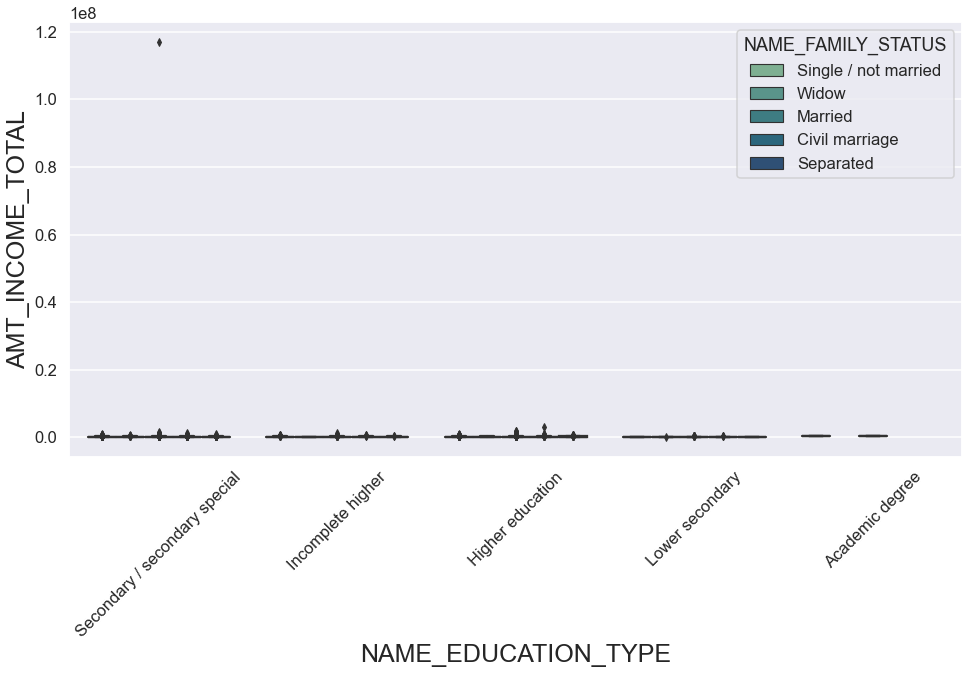 1e8
1.2
1.0
0.8
0.6
0.4
0.2
0.0
AMT_INCOME_TOTAL
NAME_FAMILY_STATUS
Single / not married
Widow
Married
Civil marriage
Separated
Secondary / secondary special
Incomplete higher
Higher education
Lower secondary
Academic degree
NAME_EDUCATION_TYPE